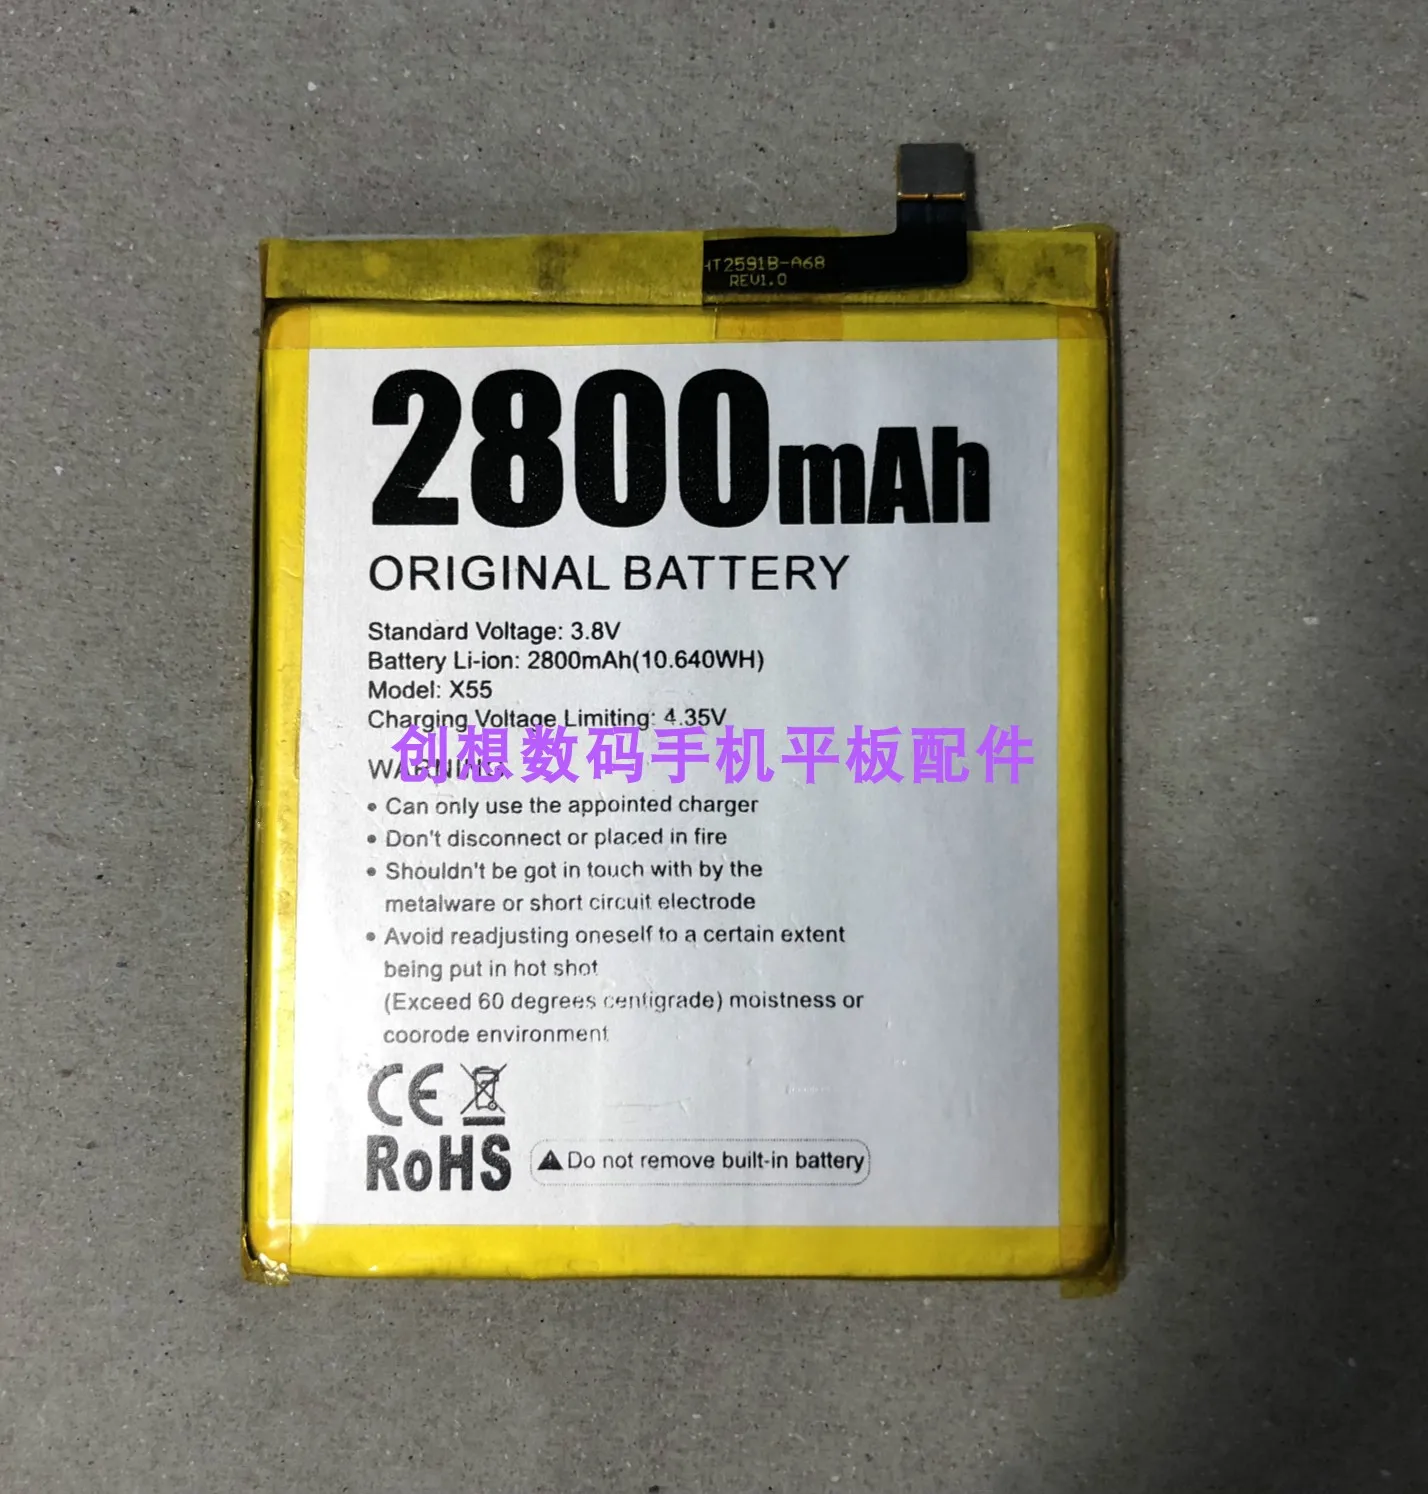 HT2591B-A68
REV1.0
2800mAh
ORIGINAL BATTERY
Standard Voltage: 3.8V
Battery Li-ion: 2800mAh(10.640WH)
Model: X55
Charging Voltage Limiting: 4.35V
创想数码手机平板配件
WARNING
• Can only use the appointed charger
• Don't disconnect or placed in fire
• Shouldn't be got in touch with by the
metalware or short circuit electrode
• Avoid readjusting oneself to a certain extent
being put in hot shot
(Exceed 60 degrees centigrade) moistness or
coorode environment
CE
RoHS
Do not remove built-in battery